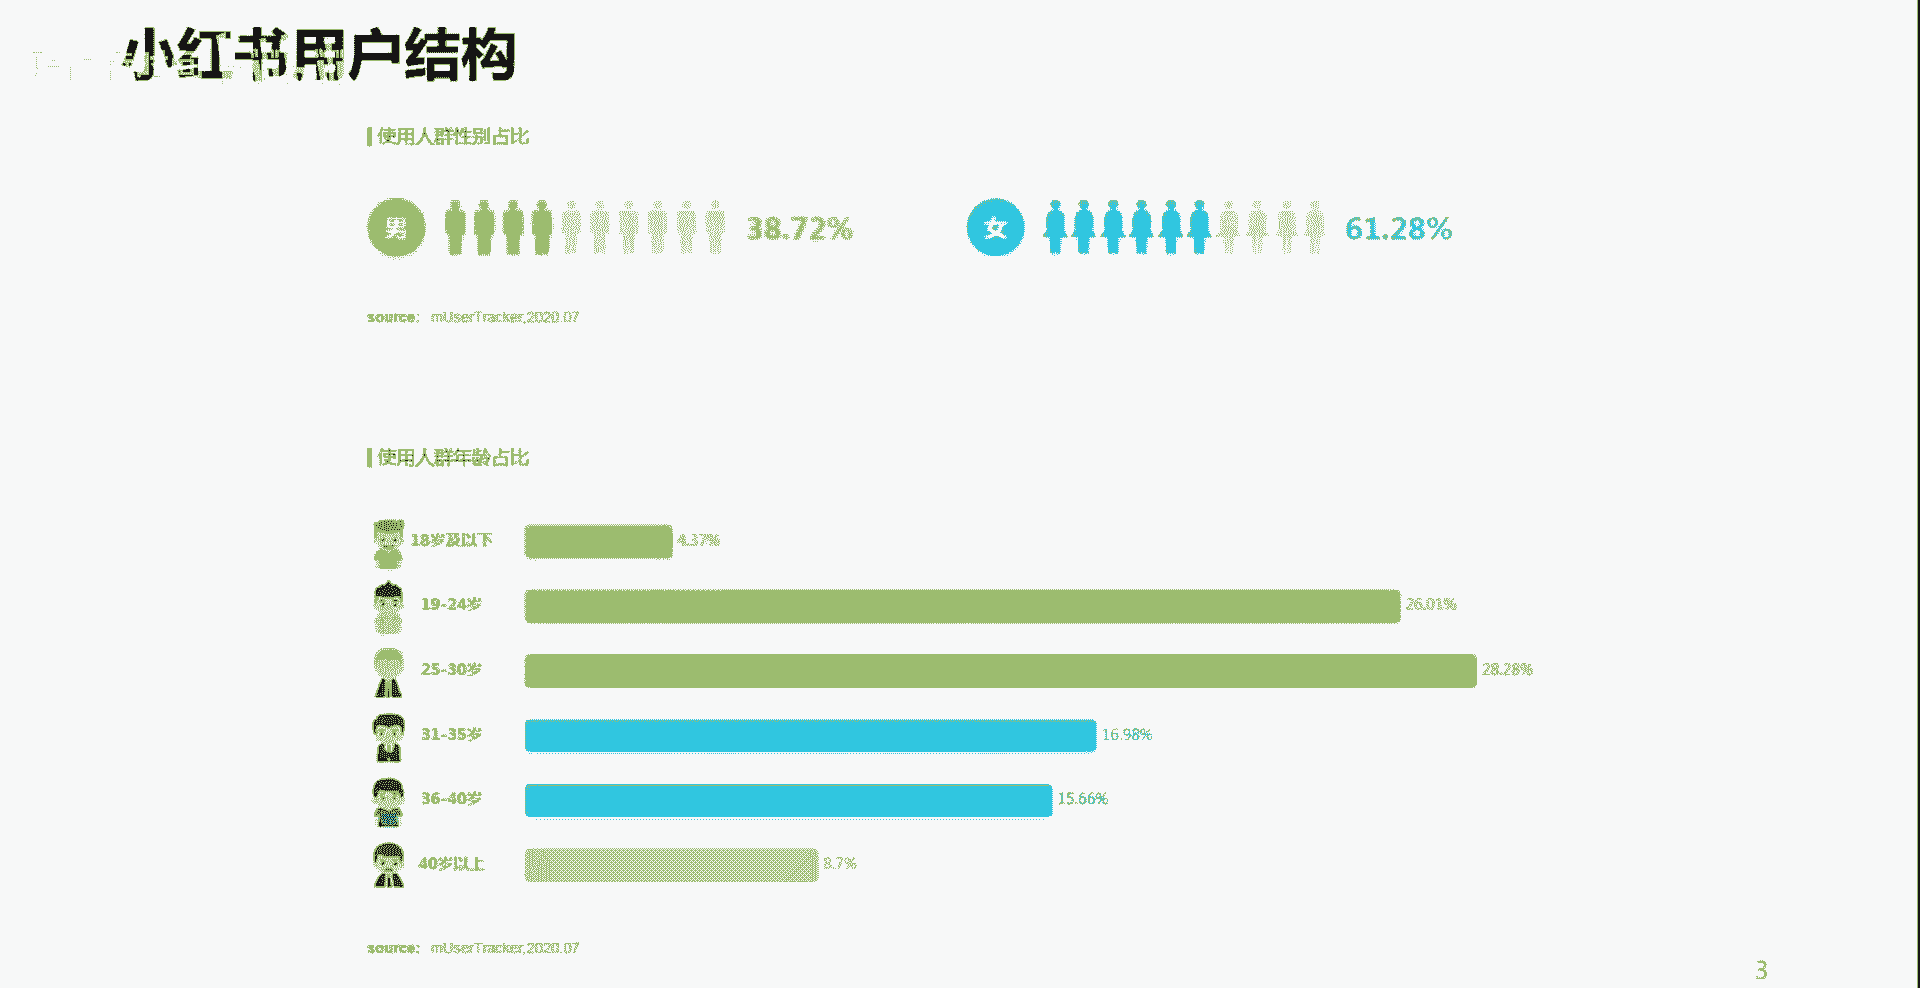 小红书用户结构
使用人群性别占比
男 38.72% 女 61.28%
source: mUserTracker,2020.07
使用人群年龄占比
18岁及以下 4.37%
19-24岁 26.01%
25-30岁 28.28%
31-35岁 16.98%
36-40岁 15.66%
40岁以上 8.7%
source: mUserTracker,2020.07
3